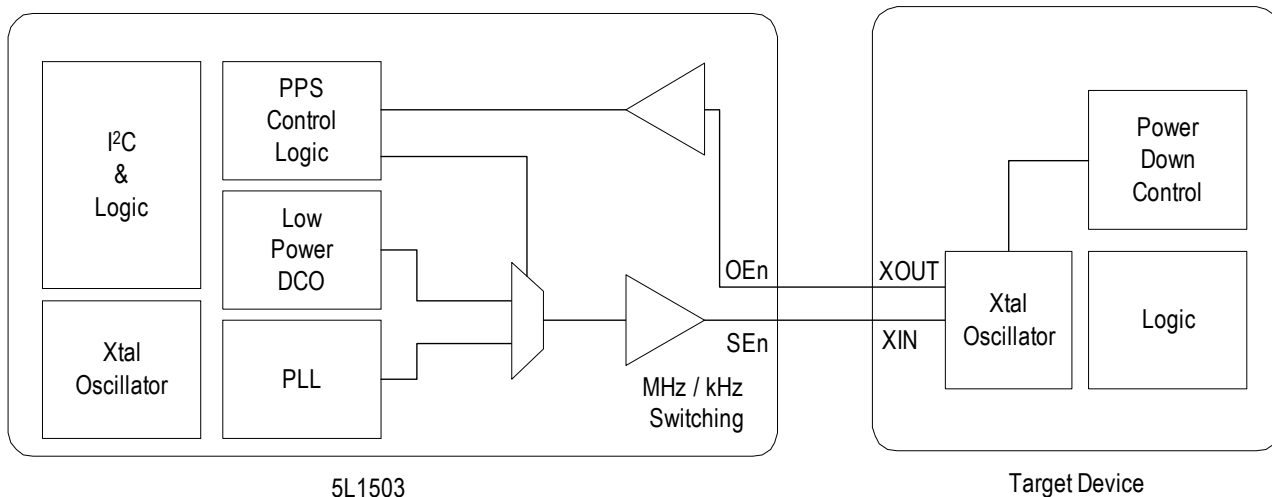 I²C
&
Logic
PPS
Control
Logic
Low
Power
DCO
Xtal
Oscillator
PLL
OEn
SEn
MHz / kHz
Switching
5L1503
XOUT
XIN
Power
Down
Control
Xtal
Oscillator
Logic
Target Device